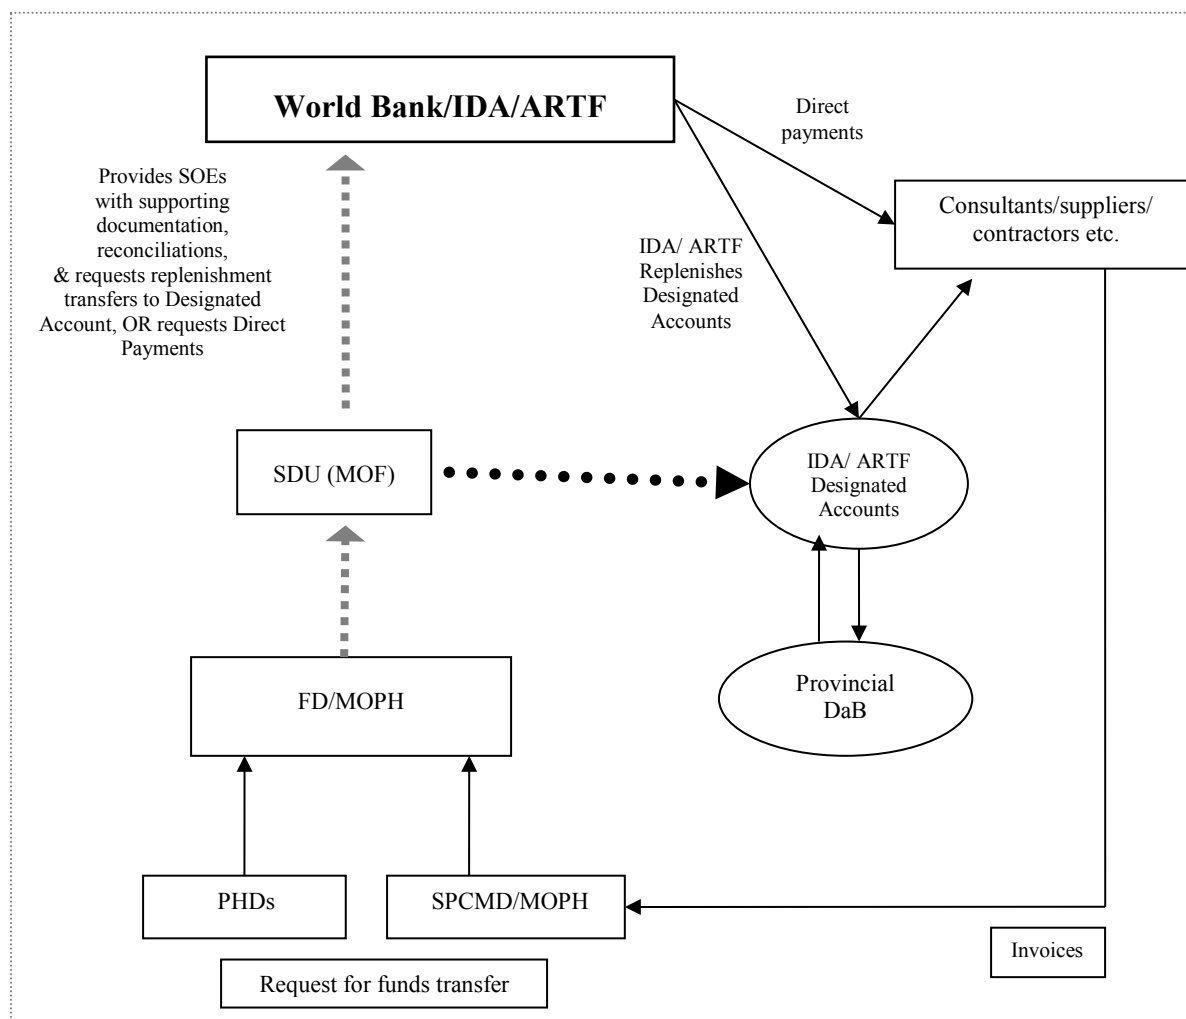 World Bank/IDA/ARTF
Direct
payments
Provides SOEs
with supporting
documentation,
reconciliations,
& requests replenishment
transfers to Designated
Account, OR requests Direct
Payments
Consultants/suppliers/
contractors etc.
IDA/ ARTF
Replenishes
Designated
Accounts
SDU (MOF)
IDA/ ARTF
Designated
Accounts
FD/MOPH
Provincial
DaB
PHDs
SPCMD/MOPH
Invoices
Request for funds transfer